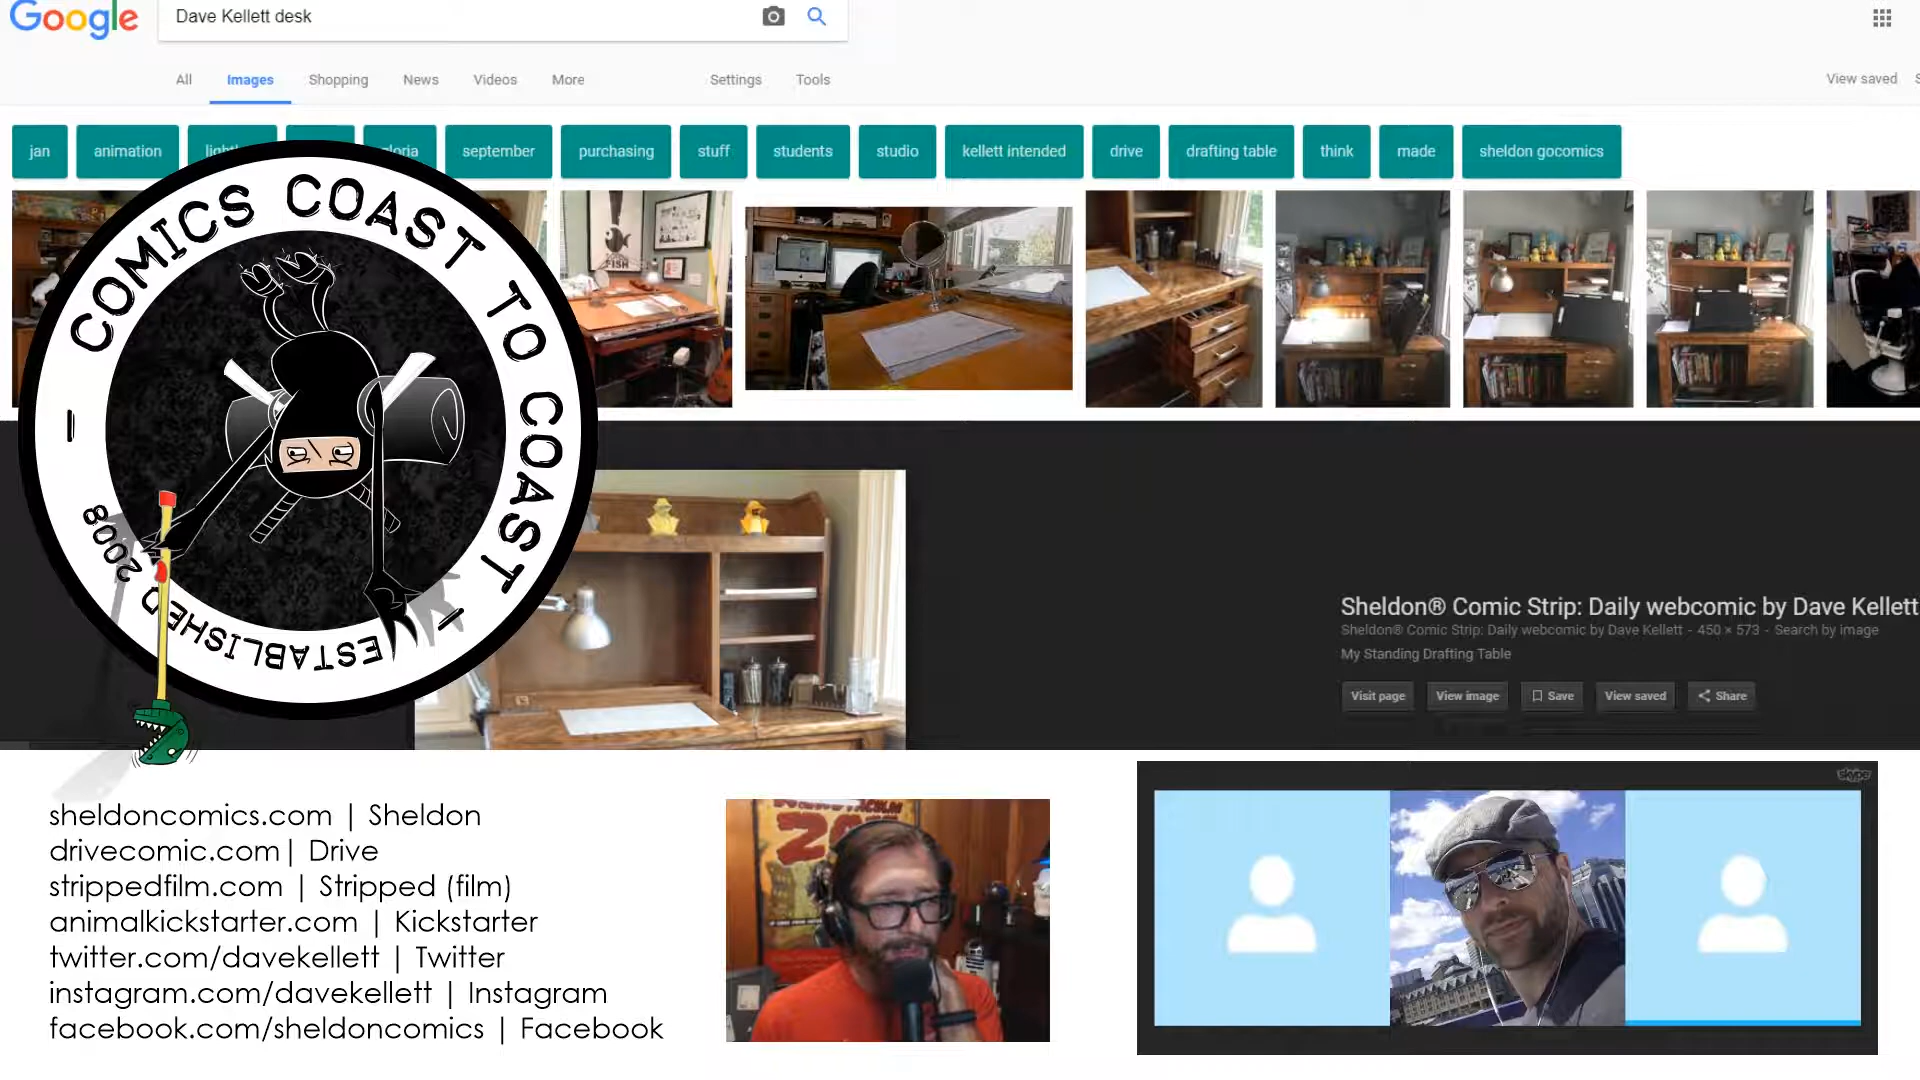 Google
Dave Kellett desk
All Images Shopping News Videos More Settings Tools
View saved
jan animation september purchasing stuff students studio kellett intended drive drafting table think made sheldon gocomics
COMICS COAST TO COAST
ESTABLISHED 2008
FISH
Sheldon® Comic Strip: Daily webcomic by Dave Kellett
Sheldon® Comic Strip: Daily webcomic by Dave Kellett - 450 × 573 - Search by image
My Standing Drafting Table
Visit page View image Save View saved Share
skype
sheldoncomics.com | Sheldon
drivecomic.com| Drive
strippedfilm.com | Stripped (film)
animalkickstarter.com | Kickstarter
twitter.com/davekellett | Twitter
instagram.com/davekellett | Instagram
facebook.com/sheldoncomics | Facebook